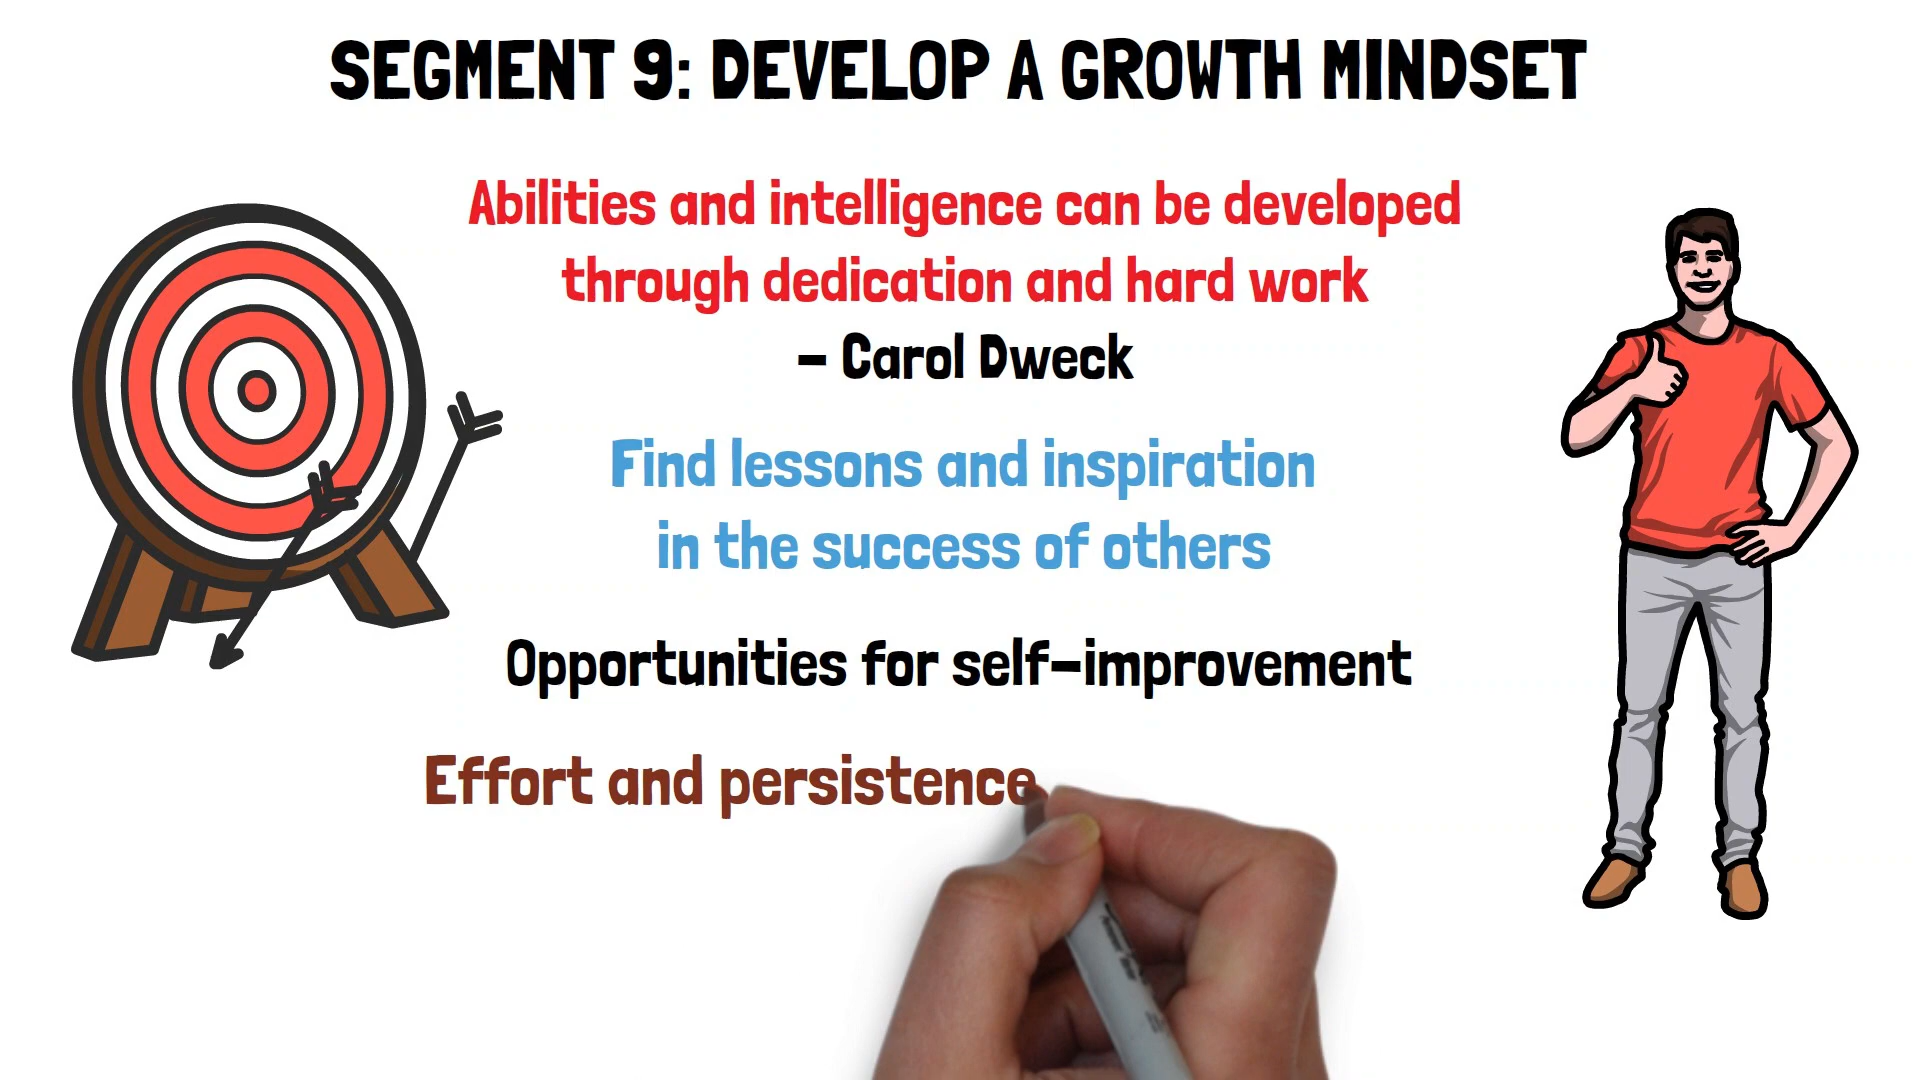 SEGMENT 9: DEVELOP A GROWTH MINDSET
Abilities and intelligence can be developed
through dedication and hard work
– Carol Dweck
Find lessons and inspiration
in the success of others
Opportunities for self-improvement
Effort and persistence